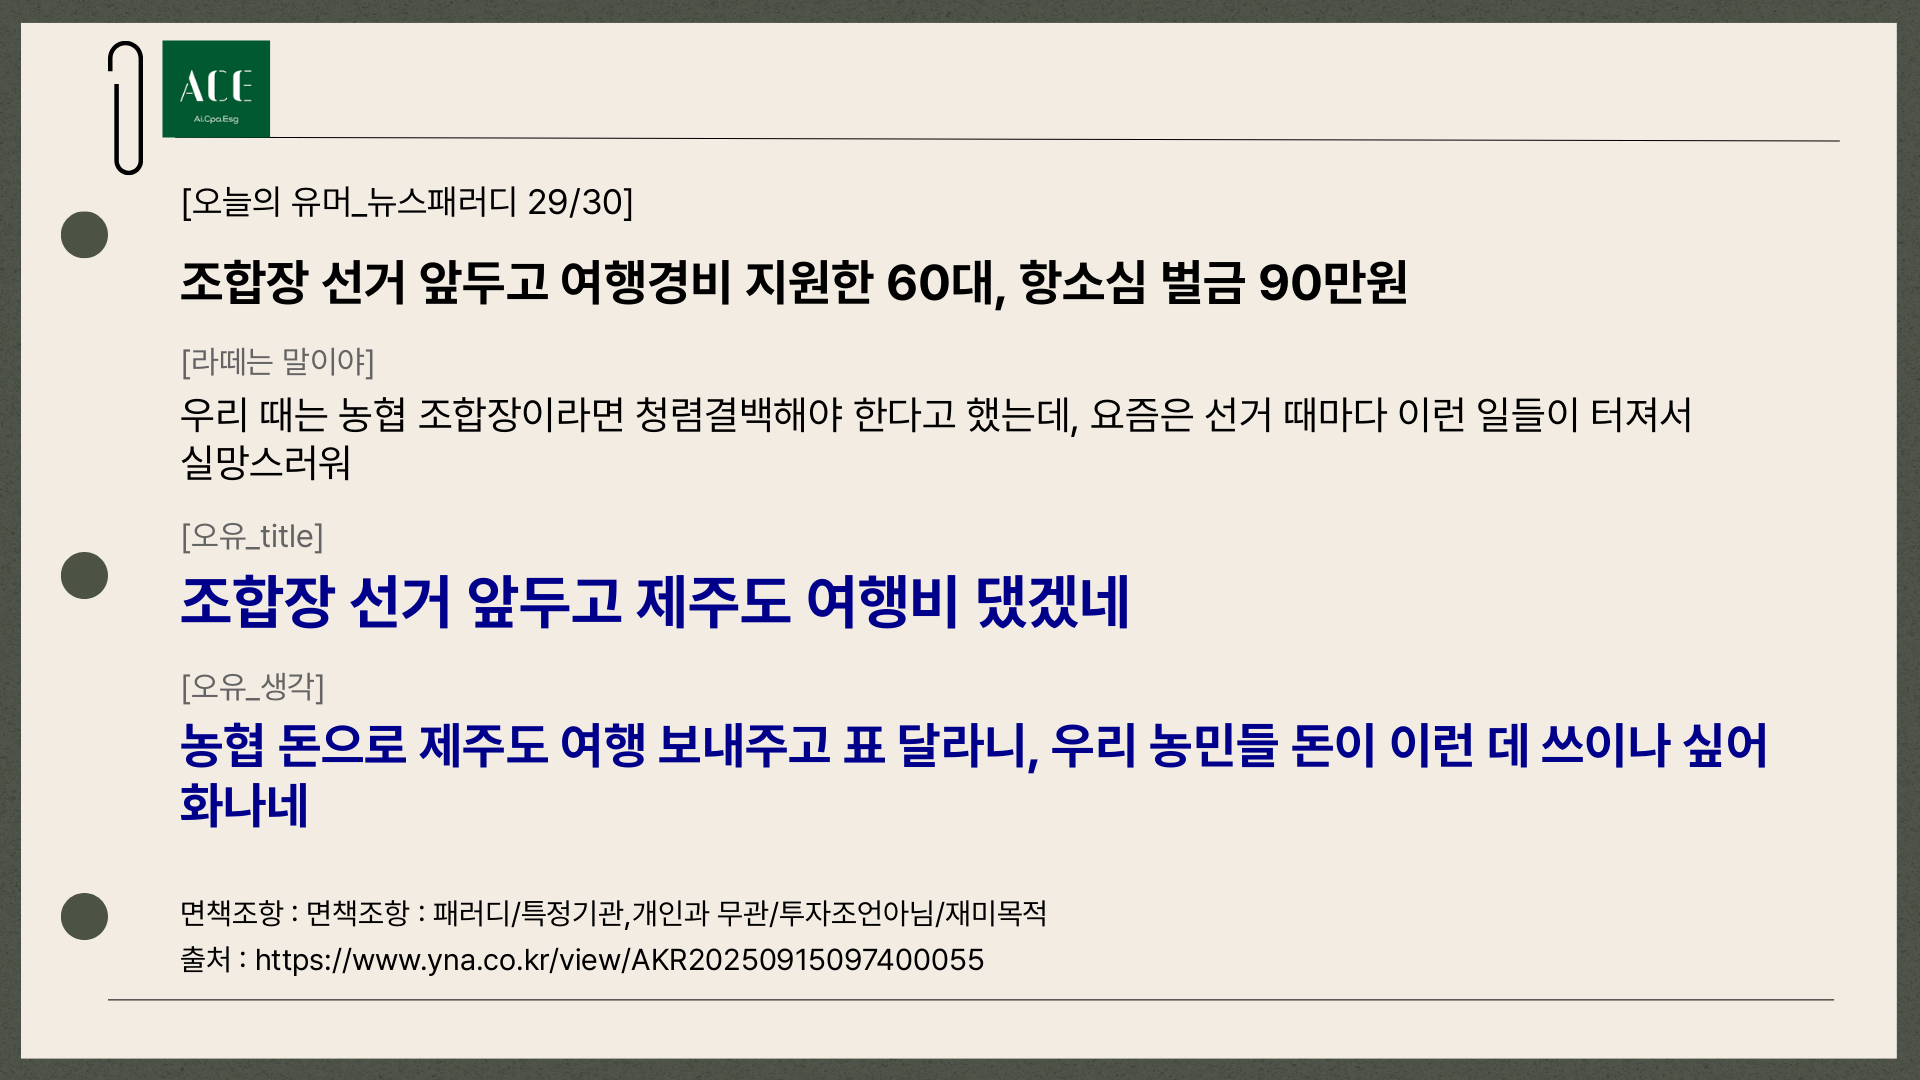 ACE
Ai.Cpa.Esg
[오늘의 유머_뉴스패러디 29/30]
조합장 선거 앞두고 여행경비 지원한 60대, 항소심 벌금 90만원
[라떼는 말이야]
우리 때는 농협 조합장이라면 청렴결백해야 한다고 했는데, 요즘은 선거 때마다 이런 일들이 터져서
실망스러워
[오유_title]
조합장 선거 앞두고 제주도 여행비 댔겠네
[오유_생각]
농협 돈으로 제주도 여행 보내주고 표 달라니, 우리 농민들 돈이 이런 데 쓰이나 싶어
화나네
면책조항 : 면책조항 : 패러디/특정기관,개인과 무관/투자조언아님/재미목적
출처 : https://www.yna.co.kr/view/AKR20250915097400055